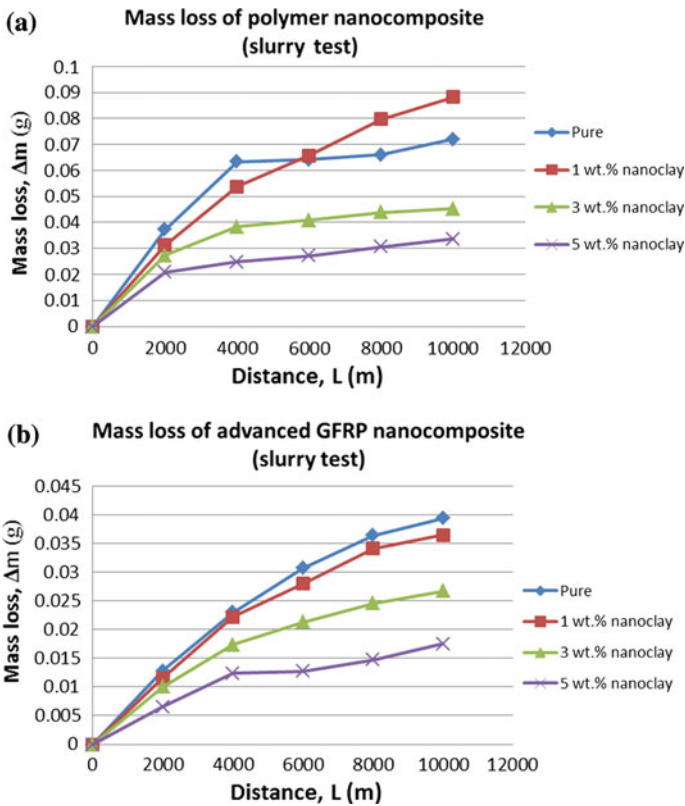 (a)
Mass loss of polymer nanocomposite
(slurry test)
Mass loss, Δm (g)
0.1
0.09
0.08
0.07
0.06
0.05
0.04
0.03
0.02
0.01
0
0 2000 4000 6000 8000 10000 12000
Distance, L (m)
Pure
1 wt.% nanoclay
3 wt.% nanoclay
5 wt.% nanoclay
(b)
Mass loss of advanced GFRP nanocomposite
(slurry test)
Mass loss, Δm (g)
0.045
0.04
0.035
0.03
0.025
0.02
0.015
0.01
0.005
0
0 2000 4000 6000 8000 10000 12000
Distance, L (m)
Pure
1 wt.% nanoclay
3 wt.% nanoclay
5 wt.% nanoclay